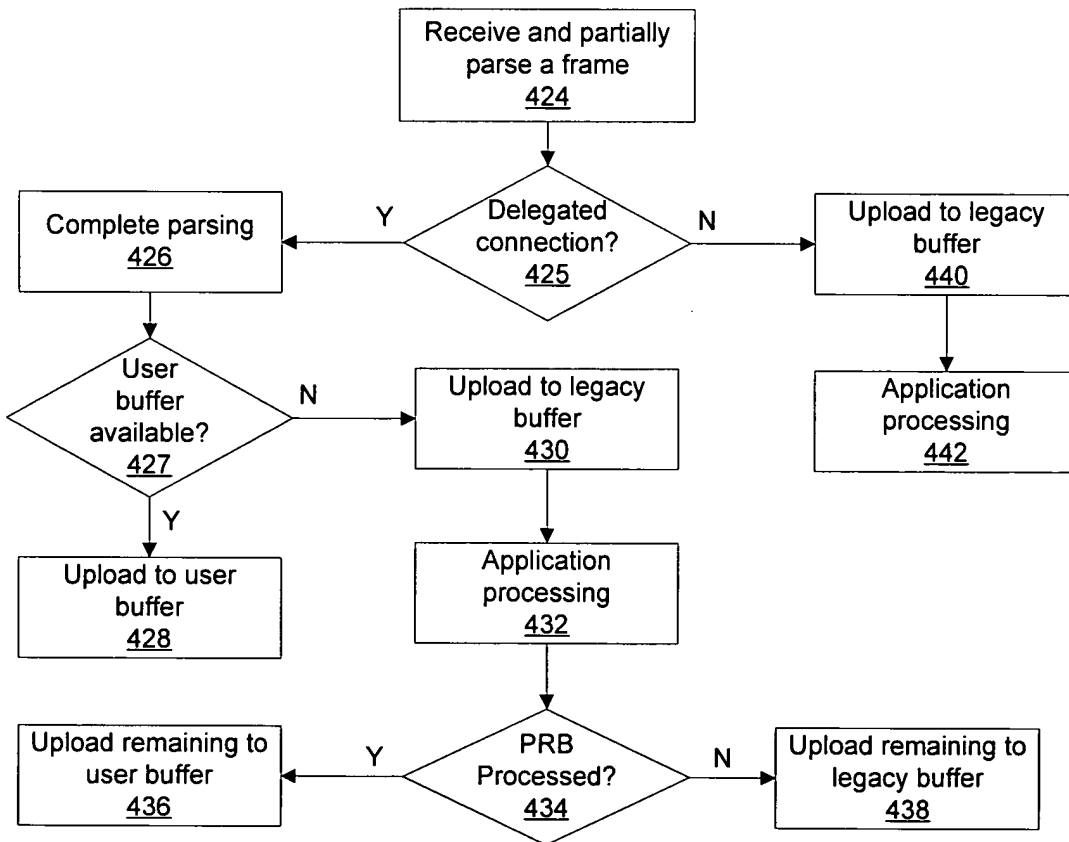 Receive and partially
parse a frame
424
Delegated
connection?
425
Y
N
Complete parsing
426
Upload to legacy
buffer
440
User
buffer
available?
427
N
Y
Upload to legacy
buffer
430
Application
processing
442
Upload to user
buffer
428
Application
processing
432
PRB
Processed?
434
Y
N
Upload remaining to
user buffer
436
Upload remaining to
legacy buffer
438